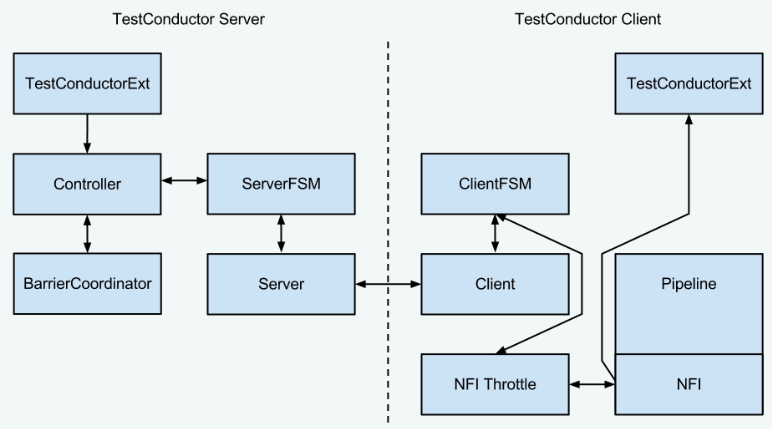 TestConductor Server
TestConductor Client
TestConductorExt
TestConductorExt
Controller
ServerFSM
ClientFSM
BarrierCoordinator
Server
Client
Pipeline
NFI Throttle
NFI